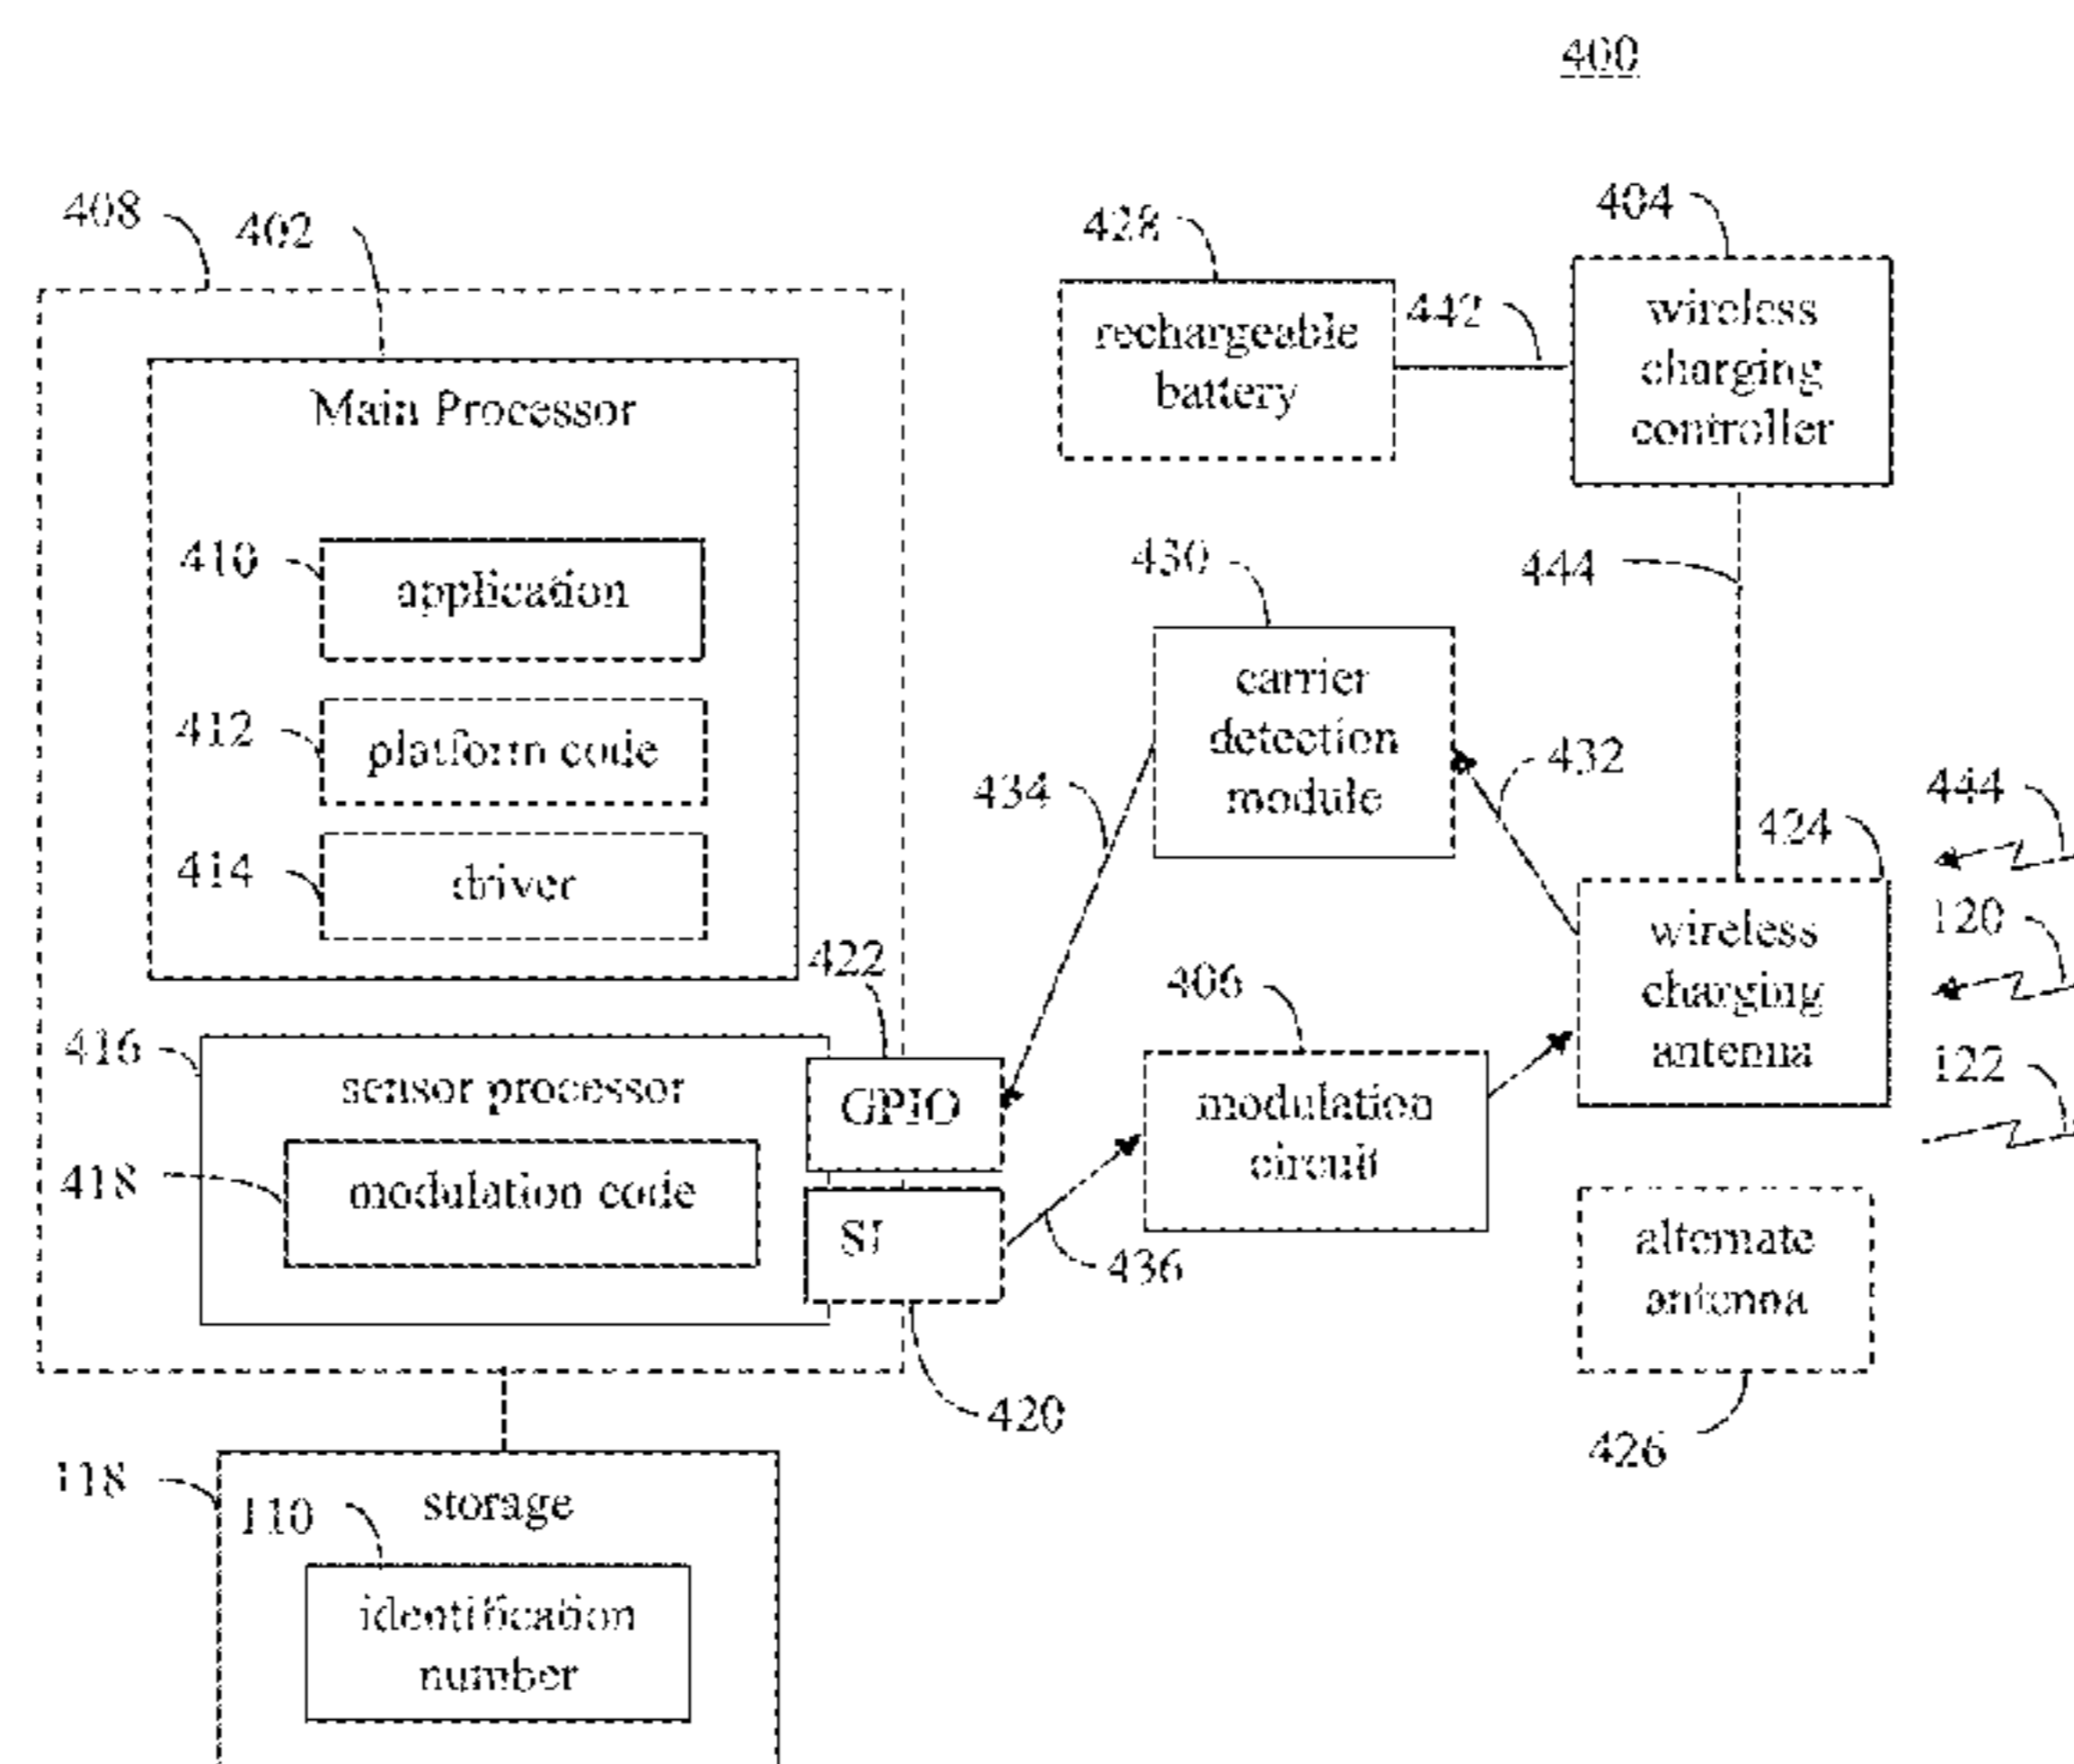 400
408
402
428
404
Main Processor
rechargeable
battery
442
wireless
charging
controller
410
application
430
444
412
platform code
carrier
detection
module
434
432
444
414
driver
424
120
422
406
wireless
charging
antenna
122
416
sensor processor
GPIO
modulation
circuit
418
modulation code
SI
436
alternate
antenna
420
426
118
storage
110
identification
number